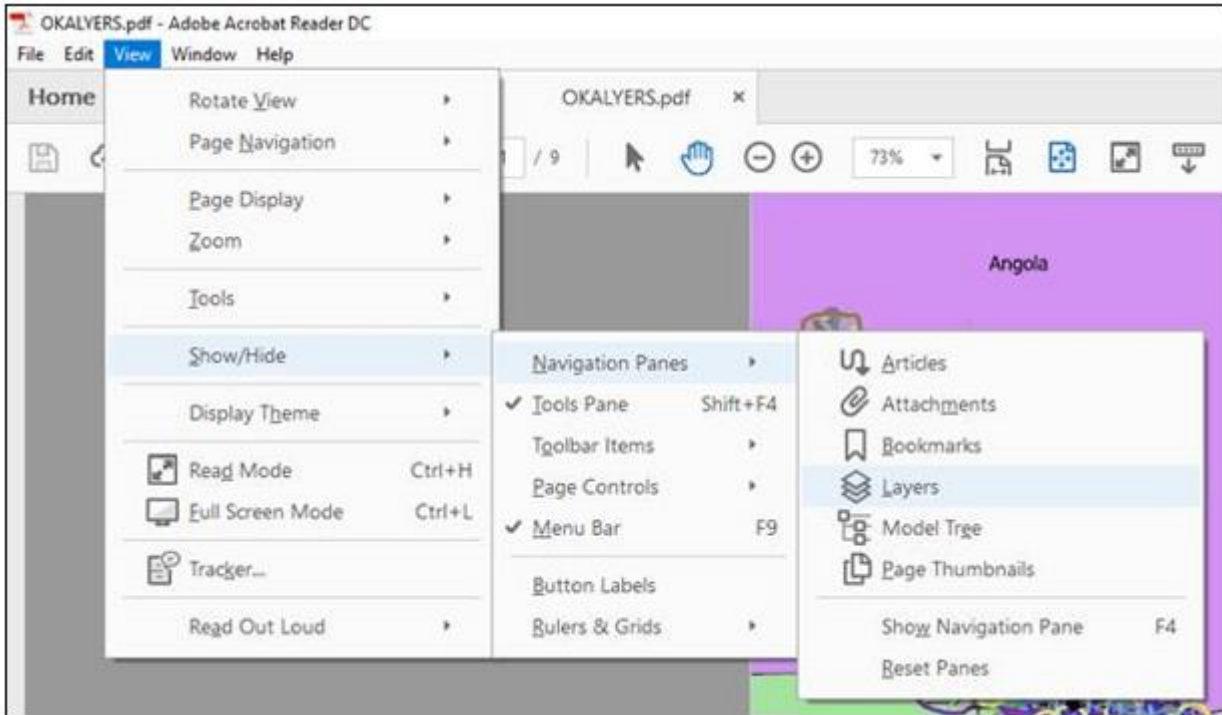 OKALYERS.pdf - Adobe Acrobat Reader DC
File Edit View Window Help
Home
OKALYERS.pdf ×
/ 9
73%
Rotate View
Page Navigation
Page Display
Zoom
Tools
Show/Hide
Display Theme
Read Mode Ctrl+H
Full Screen Mode Ctrl+L
Tracker...
Read Out Loud
Navigation Panes
Tools Pane Shift+F4
Toolbar Items
Page Controls
Menu Bar F9
Button Labels
Rulers & Grids
Angola
Articles
Attachments
Bookmarks
Layers
Model Tree
Page Thumbnails
Show Navigation Pane F4
Reset Panes